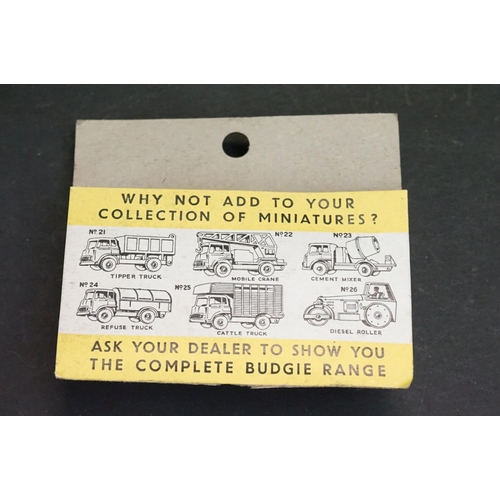 WHY NOT ADD TO YOUR
COLLECTION OF MINIATURES?
Nº 21
TIPPER TRUCK
Nº 22
MOBILE CRANE
Nº 23
CEMENT MIXER
Nº 24
REFUSE TRUCK
Nº 25
CATTLE TRUCK
Nº 26
DIESEL ROLLER
ASK YOUR DEALER TO SHOW YOU
THE COMPLETE BUDGIE RANGE